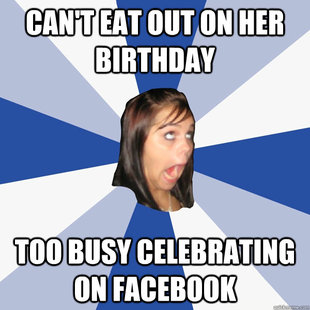 CAN'T EAT OUT ON HER
BIRTHDAY
TOO BUSY CELEBRATING
ON FACEBOOK